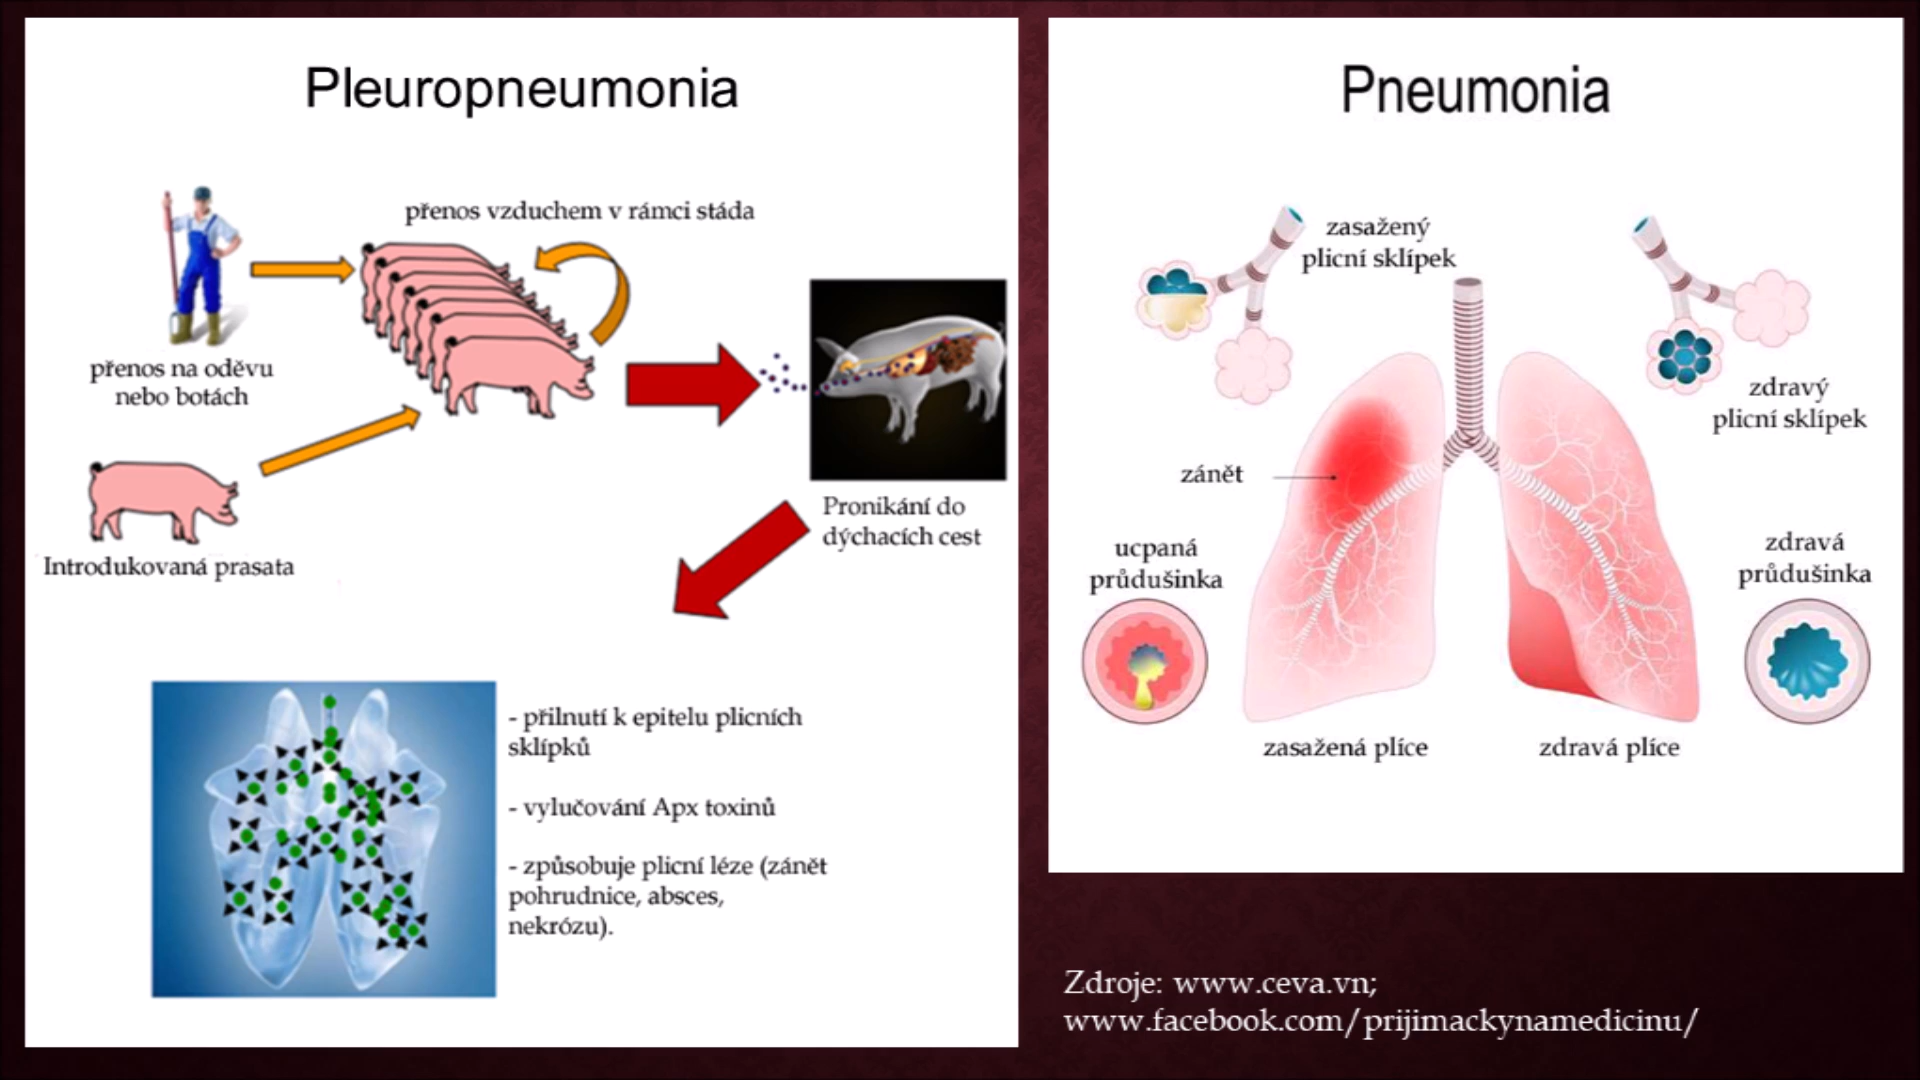 Pleuropneumonia
přenos vzduchem v rámci stáda
přenos na oděvu
nebo botách
Introdukovaná prasata
Pronikání do
dýchacích cest
- přilnutí k epitelu plicních
sklípků
- vylučování Apx toxinů
- způsobuje plicní léze (zánět
pohrudnice, absces,
nekrózu).
Pneumonia
zasažený
plicní sklípek
zdravý
plicní sklípek
zánět
ucpaná
průdušinka
zdravá
průdušinka
zasažená plíce
zdravá plíce
Zdroje: www.ceva.vn;
www.facebook.com/prijimackynamedicinu/